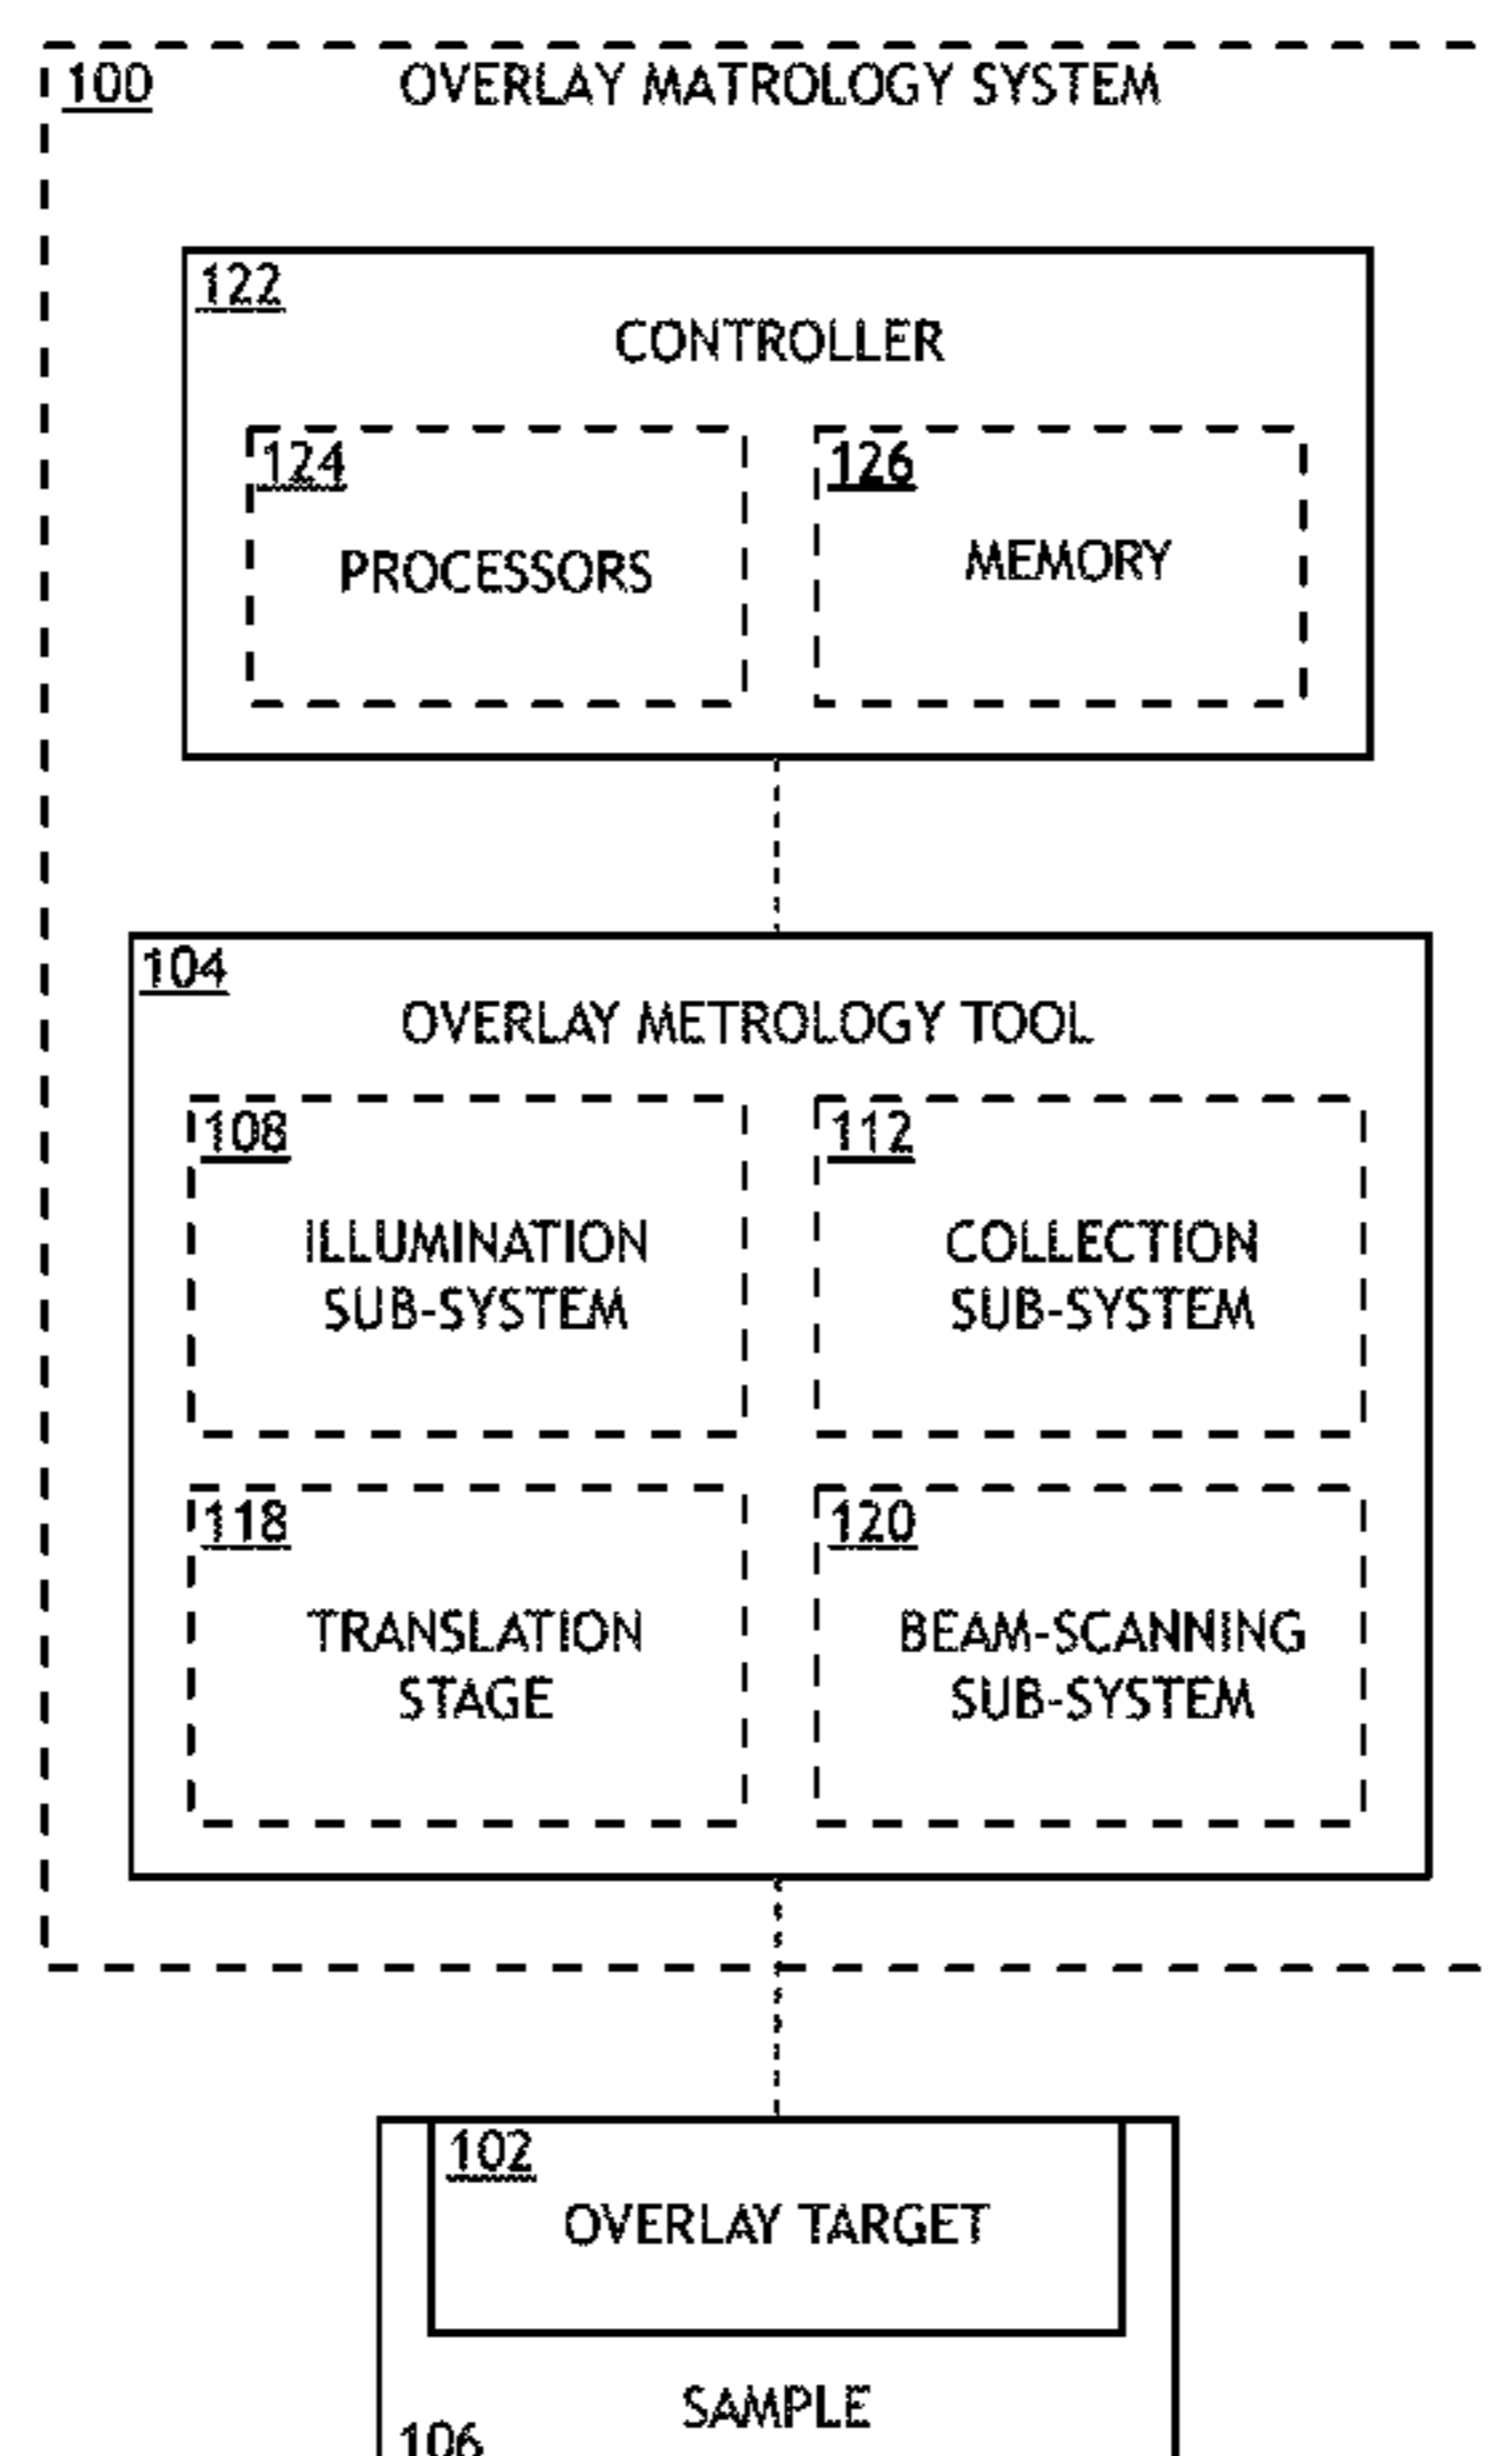 100 OVERLAY MATROLOGY SYSTEM
122
CONTROLLER
124
PROCESSORS
126
MEMORY
104
OVERLAY METROLOGY TOOL
108
ILLUMINATION
SUB-SYSTEM
112
COLLECTION
SUB-SYSTEM
118
TRANSLATION
STAGE
120
BEAM-SCANNING
SUB-SYSTEM
102
OVERLAY TARGET
SAMPLE
106